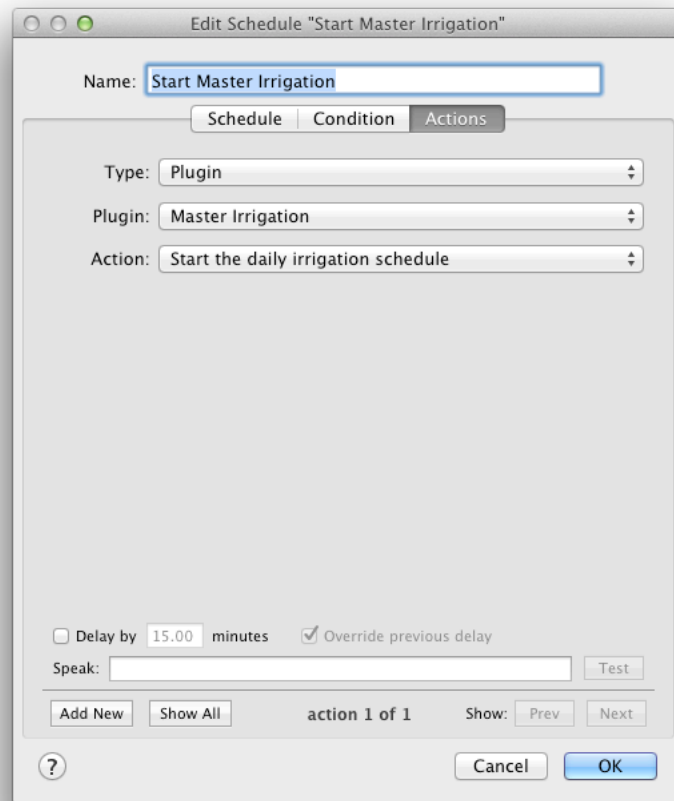 Edit Schedule "Start Master Irrigation"
Name: Start Master Irrigation
Schedule Condition Actions
Type: Plugin
Plugin: Master Irrigation
Action: Start the daily irrigation schedule
Delay by 15.00 minutes Override previous delay
Speak: Test
Add New Show All action 1 of 1 Show: Prev Next
? Cancel OK